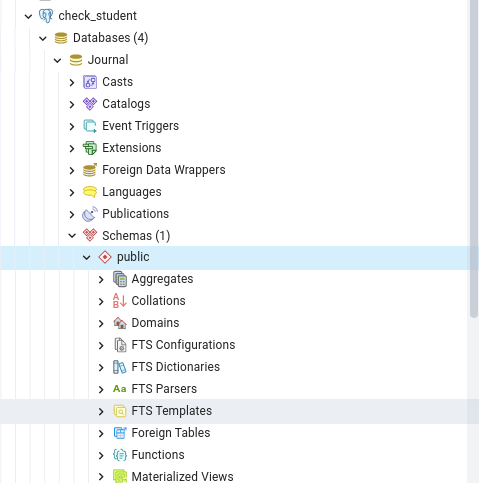 check_student
Databases (4)
Journal
Casts
Catalogs
Event Triggers
Extensions
Foreign Data Wrappers
Languages
Publications
Schemas (1)
public
Aggregates
Collations
Domains
FTS Configurations
FTS Dictionaries
Aa FTS Parsers
FTS Templates
Foreign Tables
Functions
Materialized Views